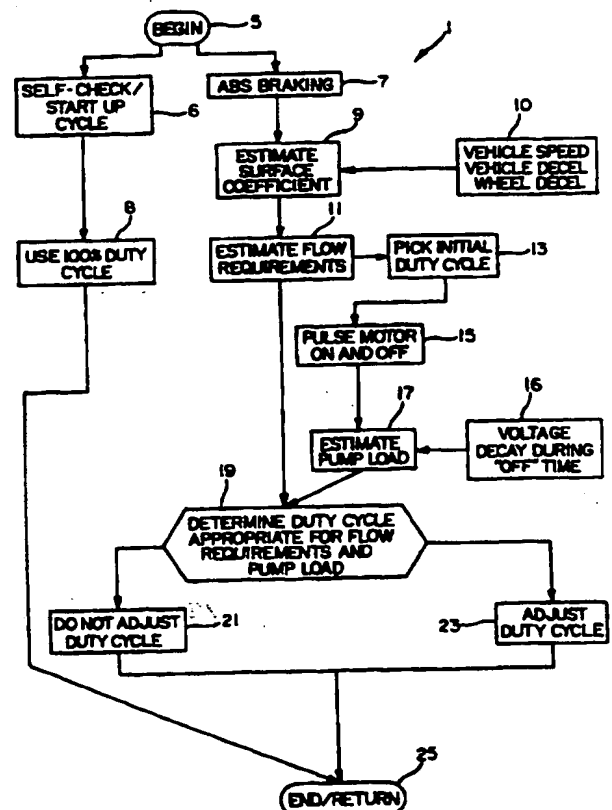 BEGIN
5
1
SELF-CHECK/
START UP
CYCLE
6
ABS BRAKING
7
9
ESTIMATE
SURFACE
COEFFICIENT
10
VEHICLE SPEED
VEHICLE DECEL
WHEEL DECEL
8
USE 100% DUTY
CYCLE
11
ESTIMATE FLOW
REQUIREMENTS
PICK INITIAL
DUTY CYCLE
13
PULSE MOTOR
ON AND OFF
15
17
ESTIMATE
PUMP LOAD
16
VOLTAGE
DECAY DURING
"OFF" TIME
19
DETERMINE DUTY CYCLE
APPROPRIATE FOR FLOW
REQUIREMENTS AND
PUMP LOAD
DO NOT ADJUST
DUTY CYCLE
21
23
ADJUST
DUTY CYCLE
25
END/RETURN